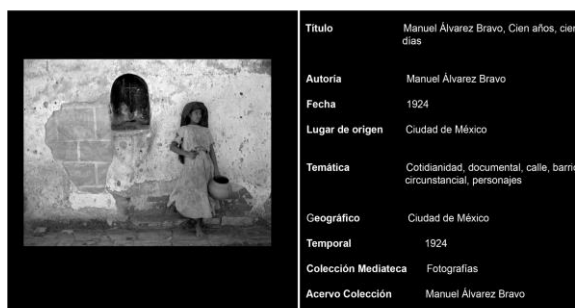 Título Manuel Álvarez Bravo, Cien años, cien
días
Autoría Manuel Álvarez Bravo
Fecha 1924
Lugar de origen Ciudad de México
Temática Cotidianidad, documental, calle, barrio
circunstancial, personajes
Geográfico Ciudad de México
Temporal 1924
Colección Mediateca Fotografías
Acervo Colección Manuel Álvarez Bravo